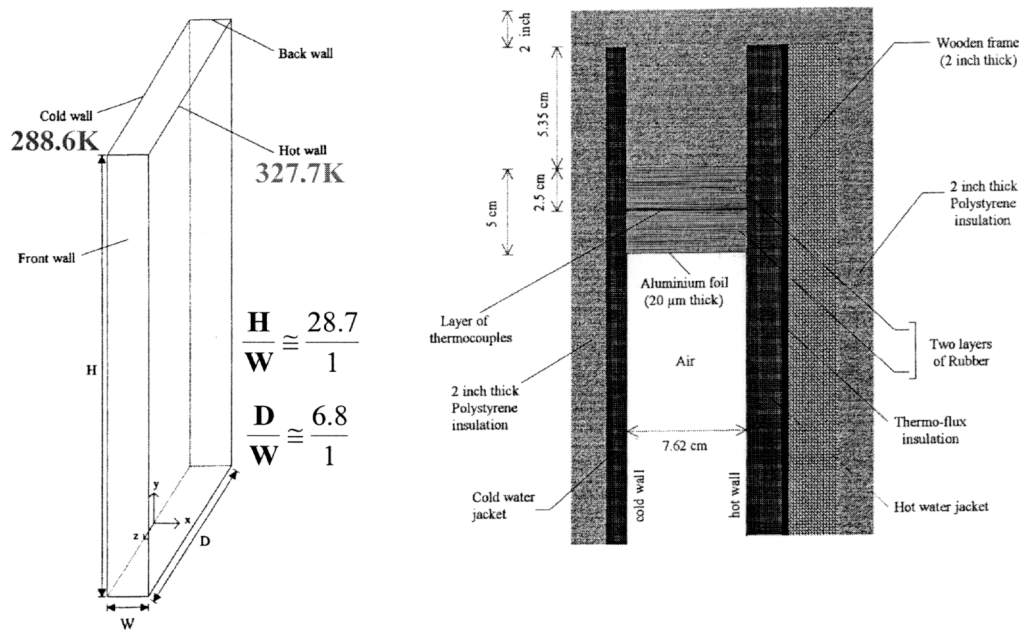 Back wall
Cold wall
288.6K
Hot wall
327.7K
Front wall
H
H/W ≅ 28.7/1
D/W ≅ 6.8/1
y
x
z
D
W
2 inch
5.35 cm
2.5 cm
5 cm
Wooden frame
(2 inch thick)
2 inch thick
Polystyrene
insulation
Aluminium foil
(20 µm thick)
Layer of
thermocouples
Air
Two layers
of Rubber
2 inch thick
Polystyrene
insulation
Thermo-flux
insulation
7.62 cm
cold wall
hot wall
Cold water
jacket
Hot water jacket